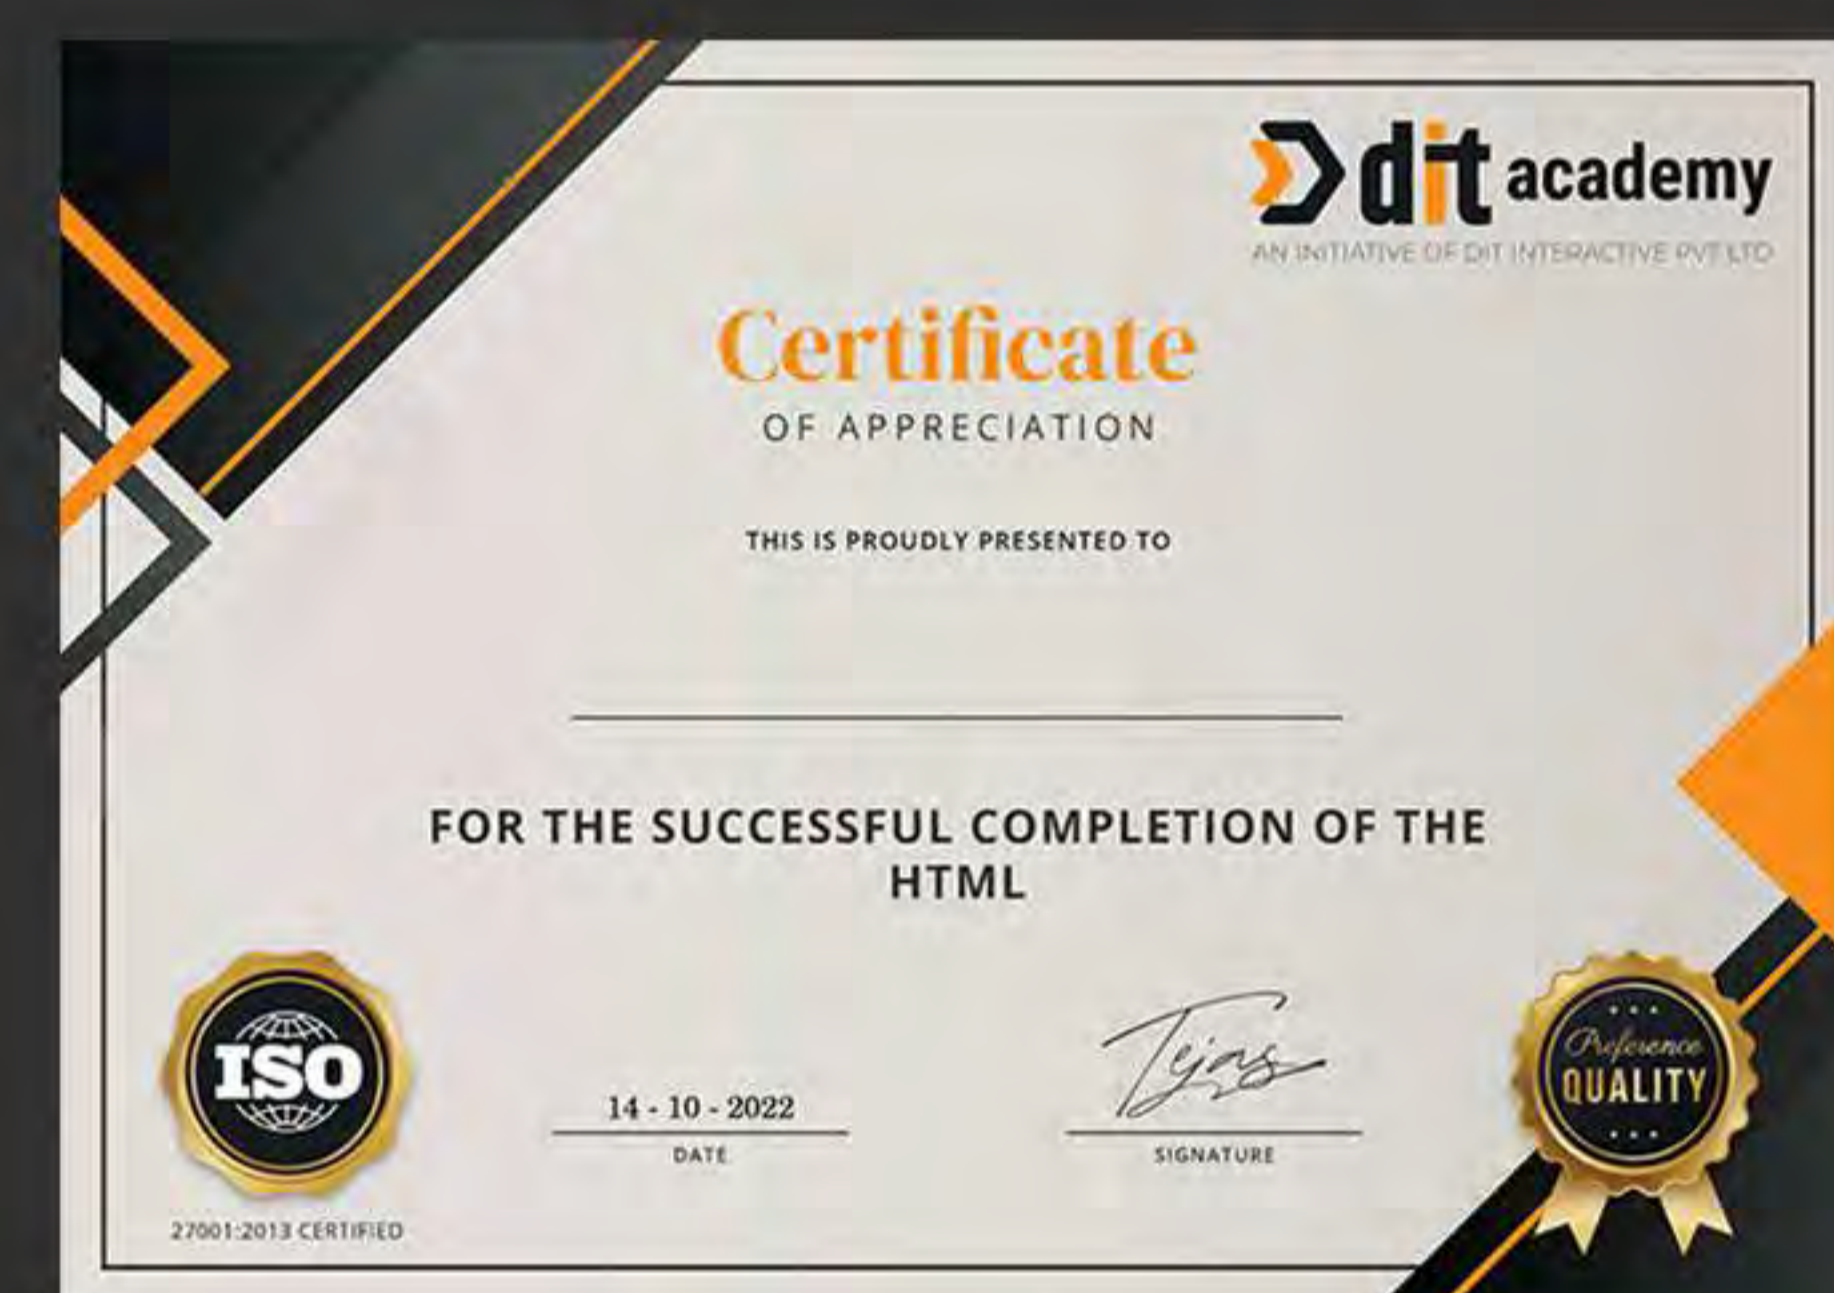 dit academy
AN INITIATIVE OF DIT INTERACTIVE PVT LTD
Certificate
OF APPRECIATION
THIS IS PROUDLY PRESENTED TO
FOR THE SUCCESSFUL COMPLETION OF THE
HTML
ISO
27001:2013 CERTIFIED
14 - 10 - 2022
DATE
Tejas
SIGNATURE
Preference
QUALITY